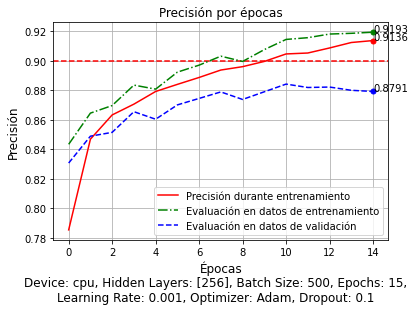 Precisión por épocas
Precisión
0.92
0.90
0.88
0.86
0.84
0.82
0.80
0.78
0.9193
0.9136
0.8791
Precisión durante entrenamiento
Evaluación en datos de entrenamiento
Evaluación en datos de validación
0 2 4 6 8 10 12 14
Épocas
Device: cpu, Hidden Layers: [256], Batch Size: 500, Epochs: 15,
Learning Rate: 0.001, Optimizer: Adam, Dropout: 0.1